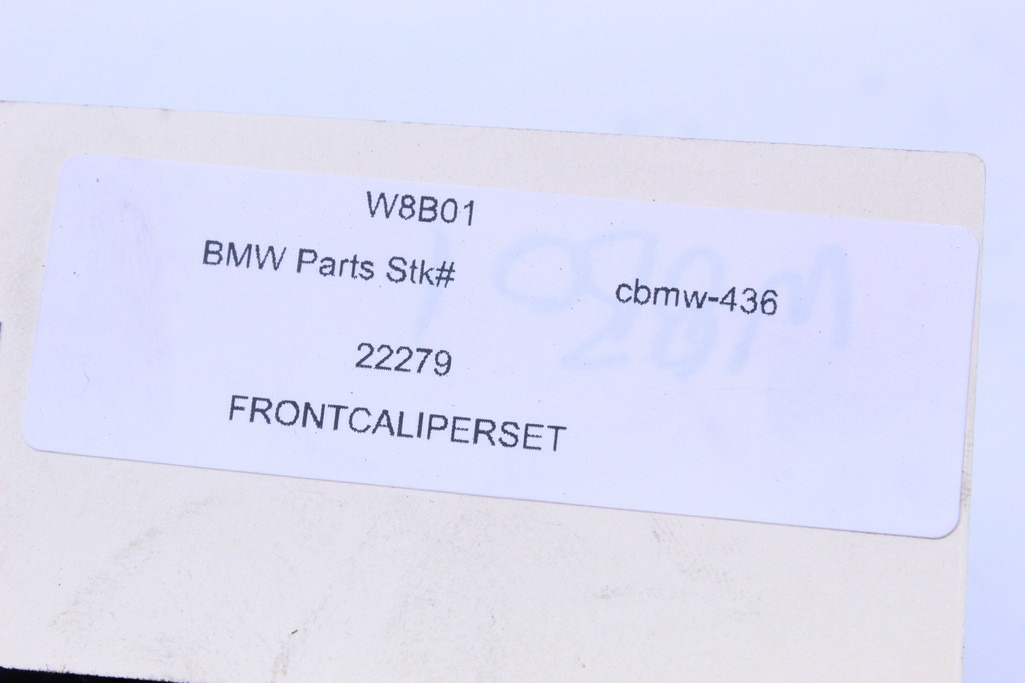 W8B01
BMW Parts Stk# cbmw-436
22279
FRONTCALIPERSET